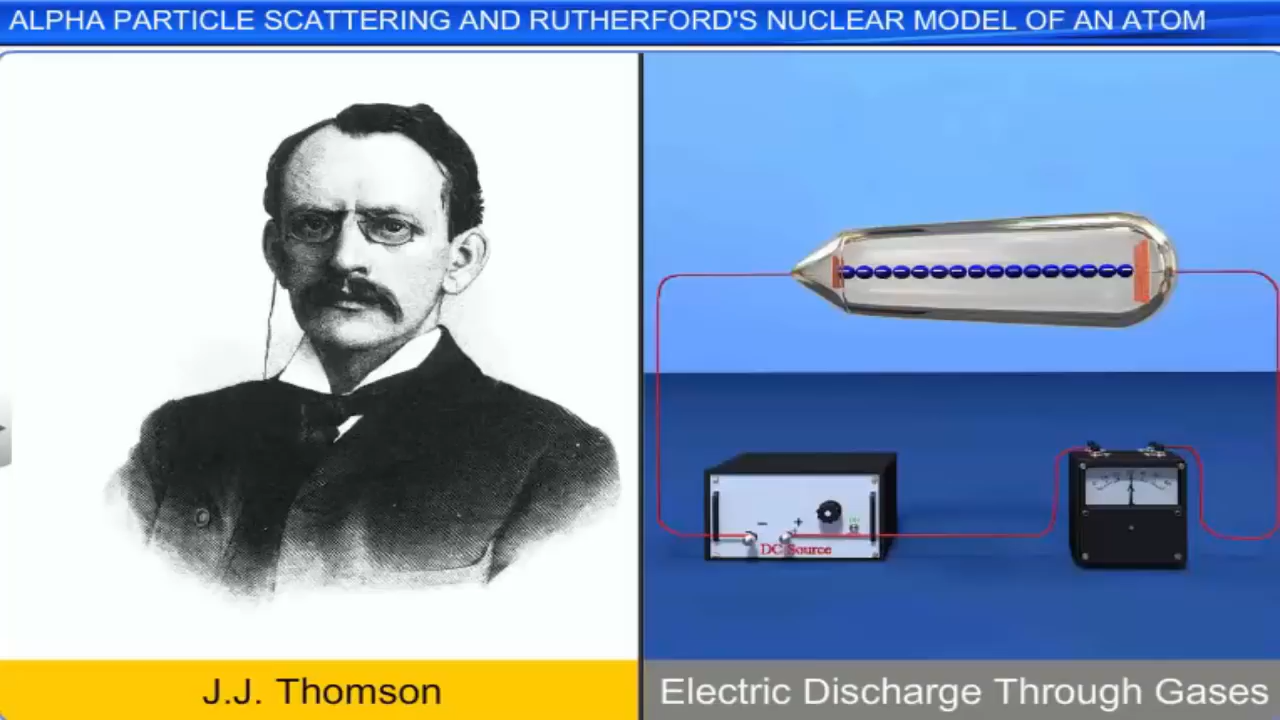 ALPHA PARTICLE SCATTERING AND RUTHERFORD'S NUCLEAR MODEL OF AN ATOM
- +
DC Source
J.J. Thomson
Electric Discharge Through Gases